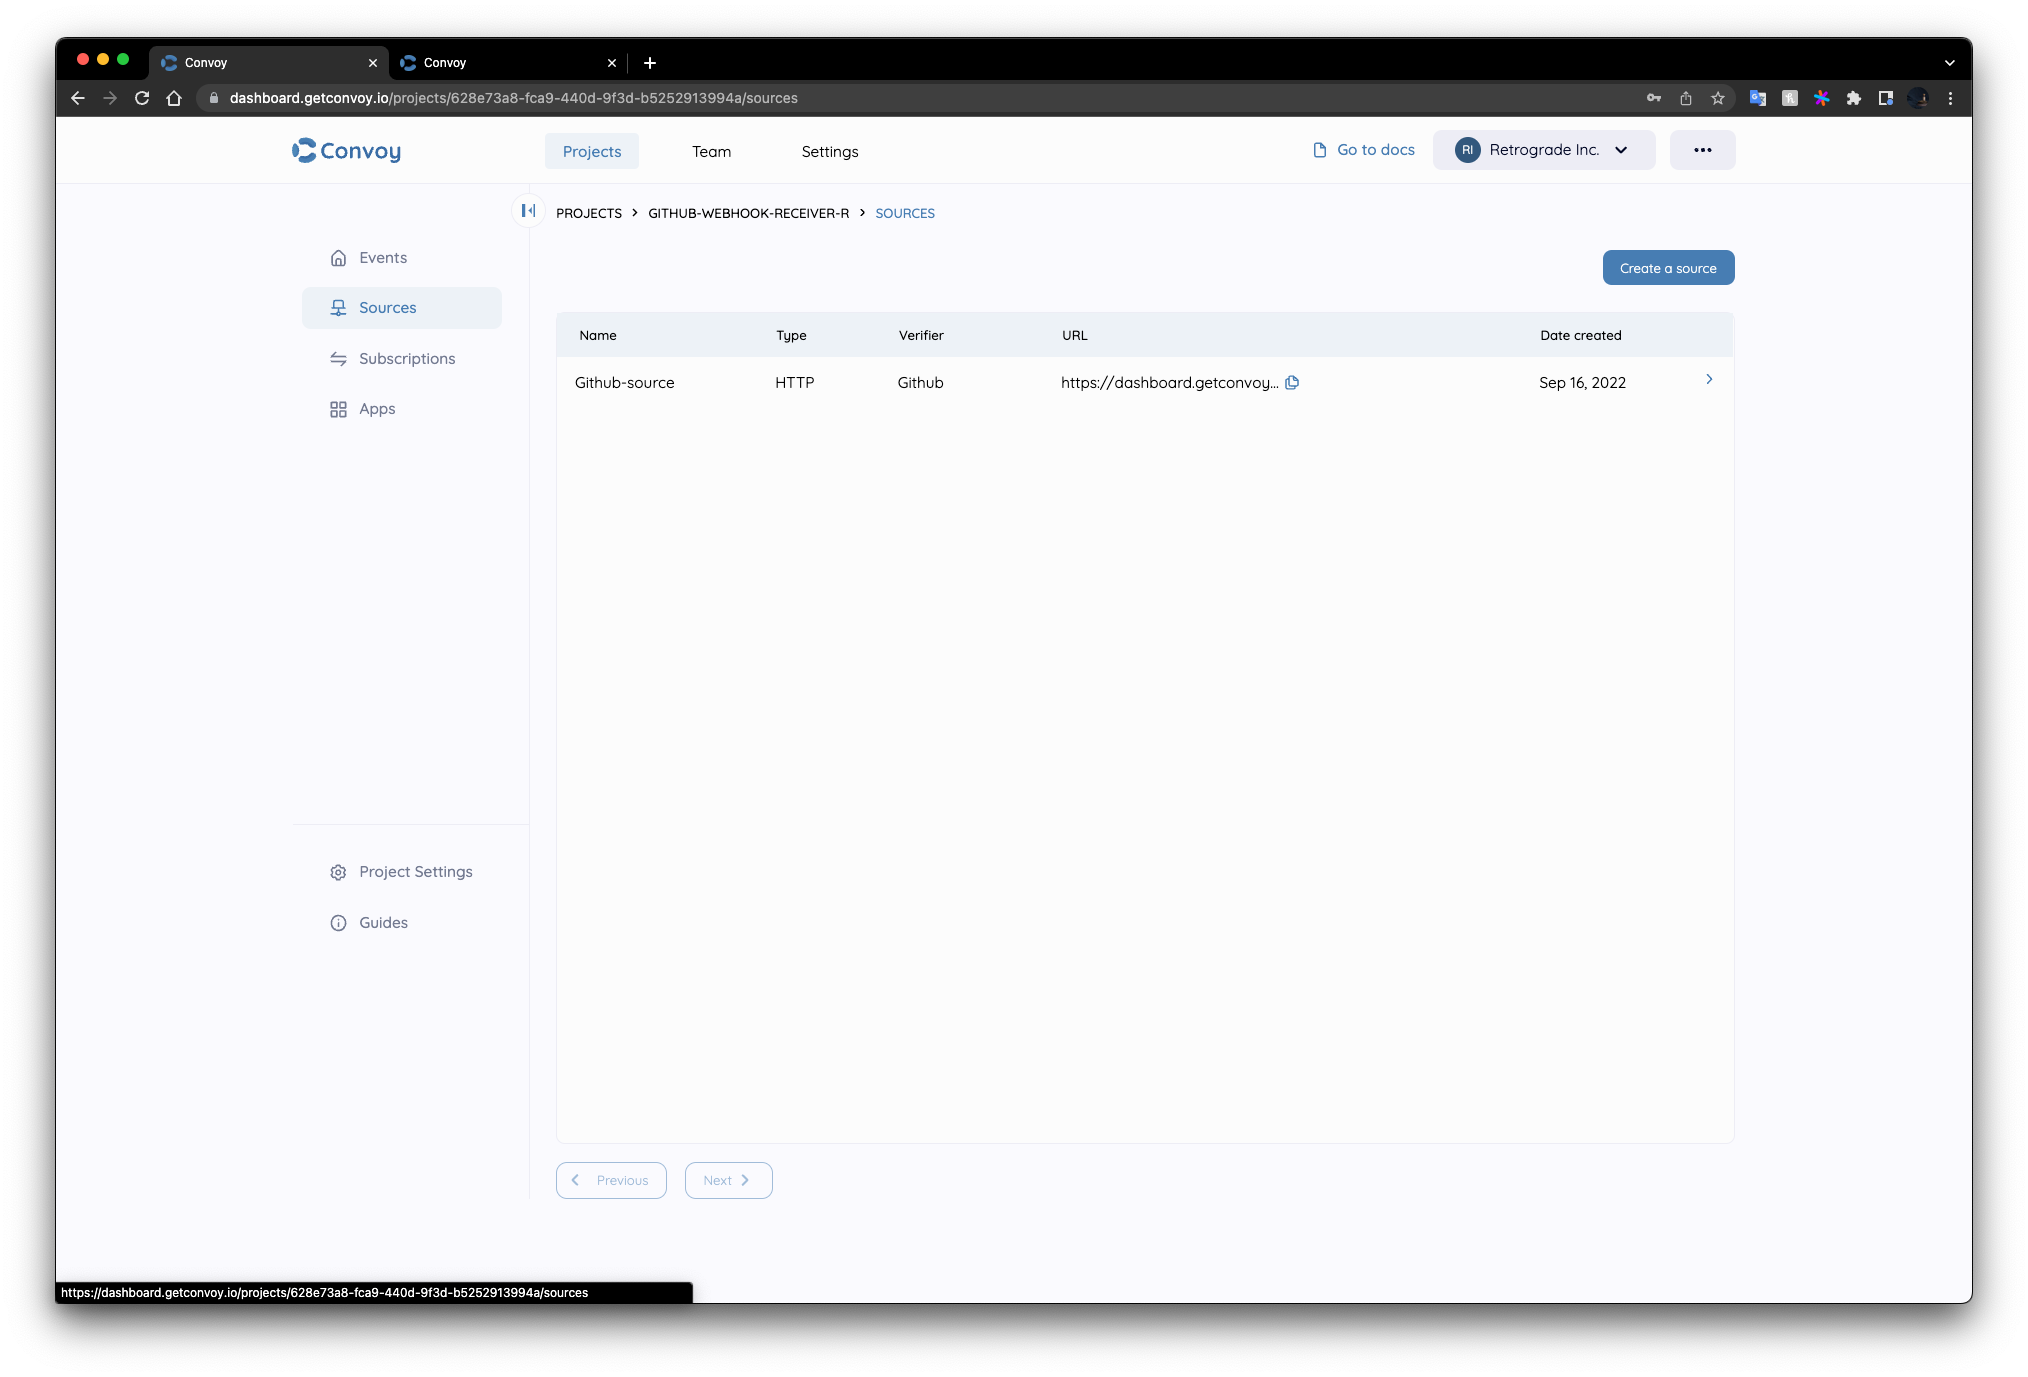 Convoy
Convoy
dashboard.getconvoy.io/projects/628e73a8-fca9-440d-9f3d-b5252913994a/sources
Convoy
Projects
Team
Settings
Go to docs
RI
Retrograde Inc.
PROJECTS > GITHUB-WEBHOOK-RECEIVER-R > SOURCES
Events
Sources
Subscriptions
Apps
Project Settings
Guides
Create a source
Name Type Verifier URL Date created
Github-source HTTP Github https://dashboard.getconvoy... Sep 16, 2022
Previous
Next
https://dashboard.getconvoy.io/projects/628e73a8-fca9-440d-9f3d-b5252913994a/sources